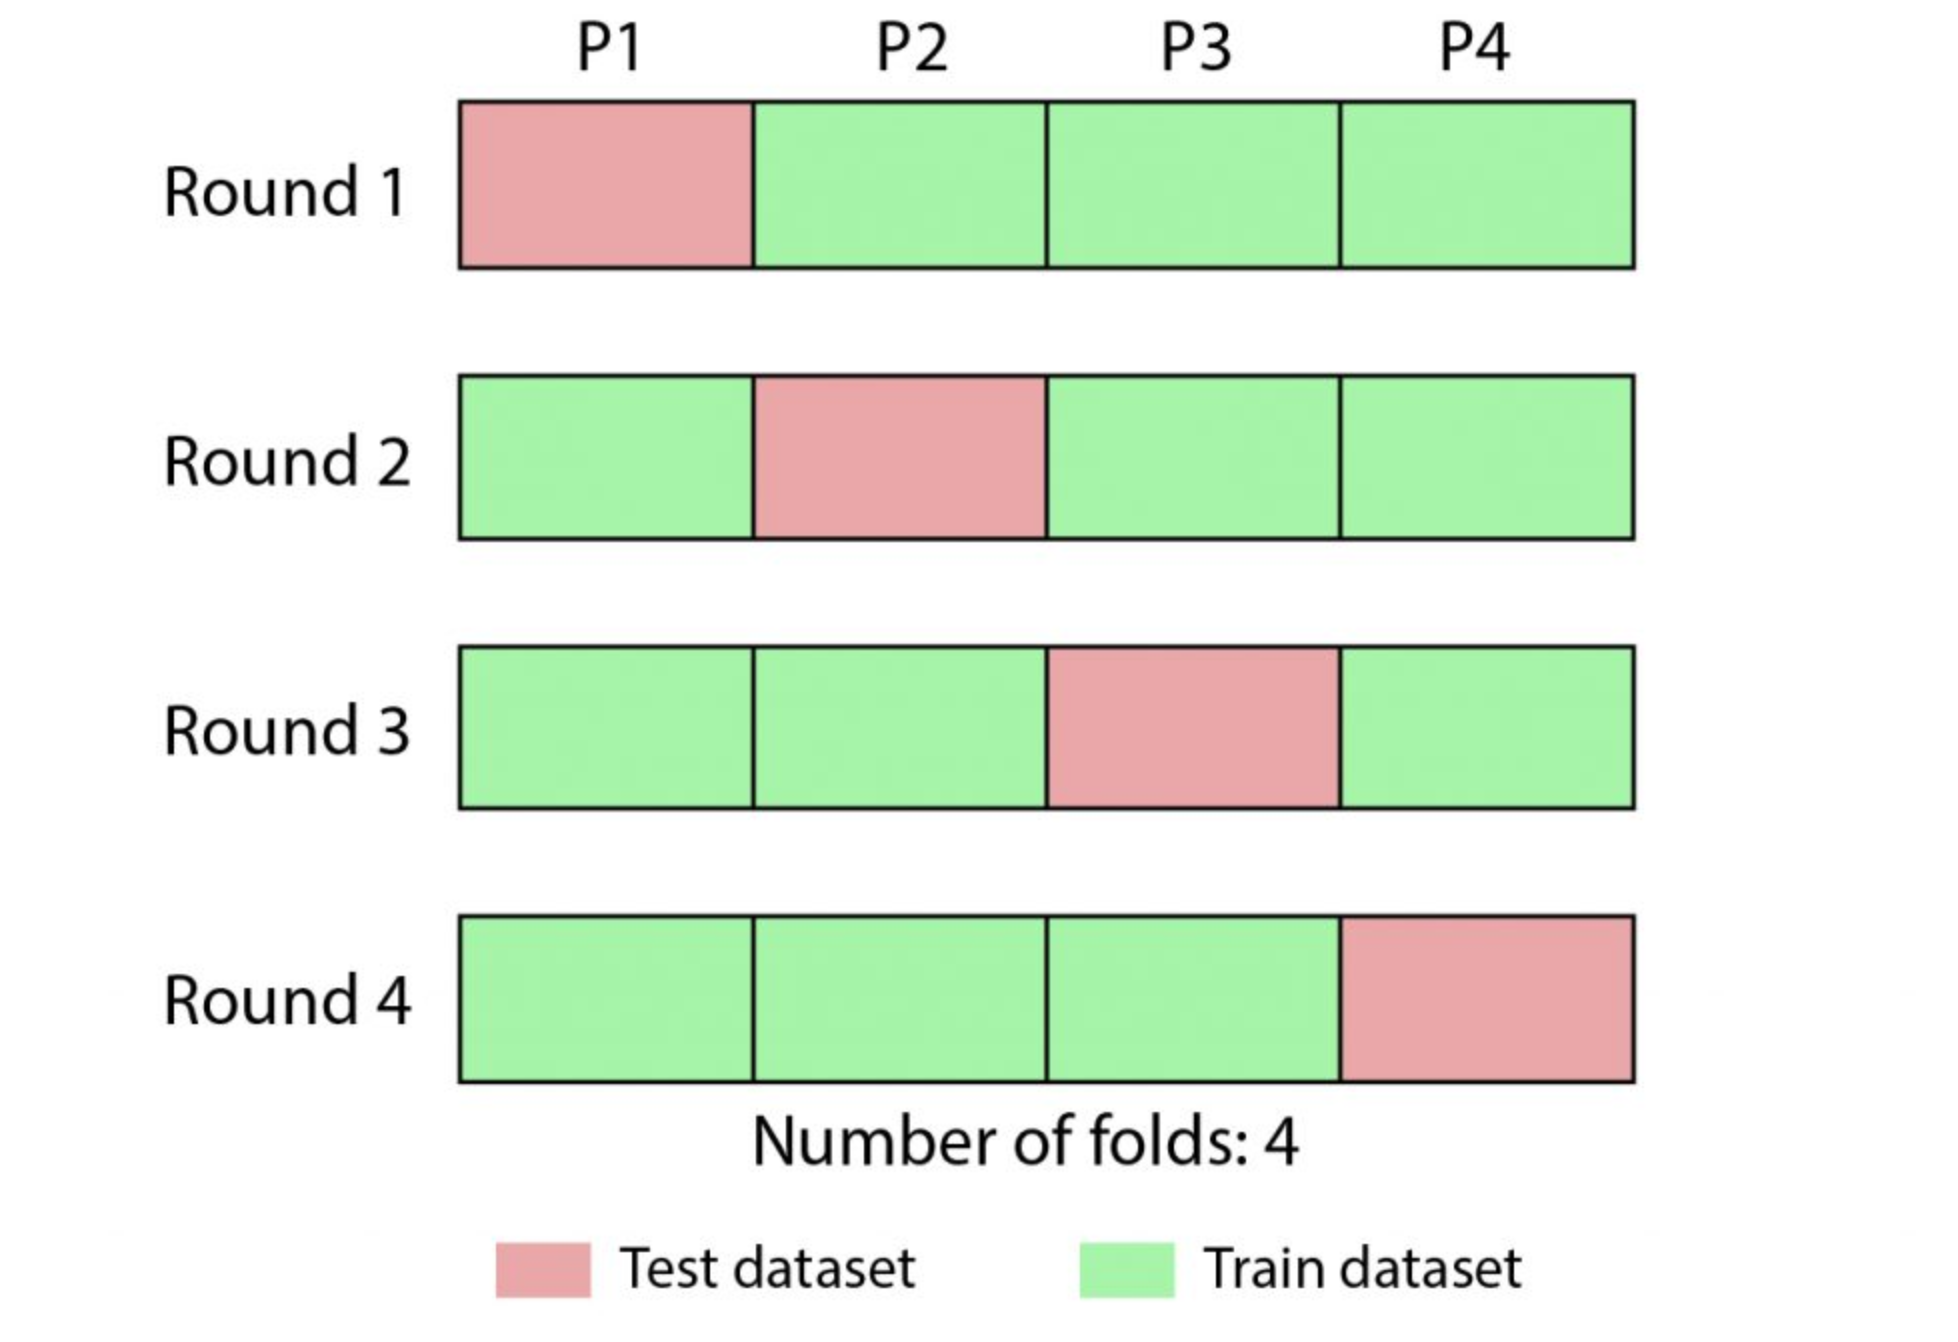 P1 P2 P3 P4
Round 1
Round 2
Round 3
Round 4
Number of folds: 4
Test dataset Train dataset